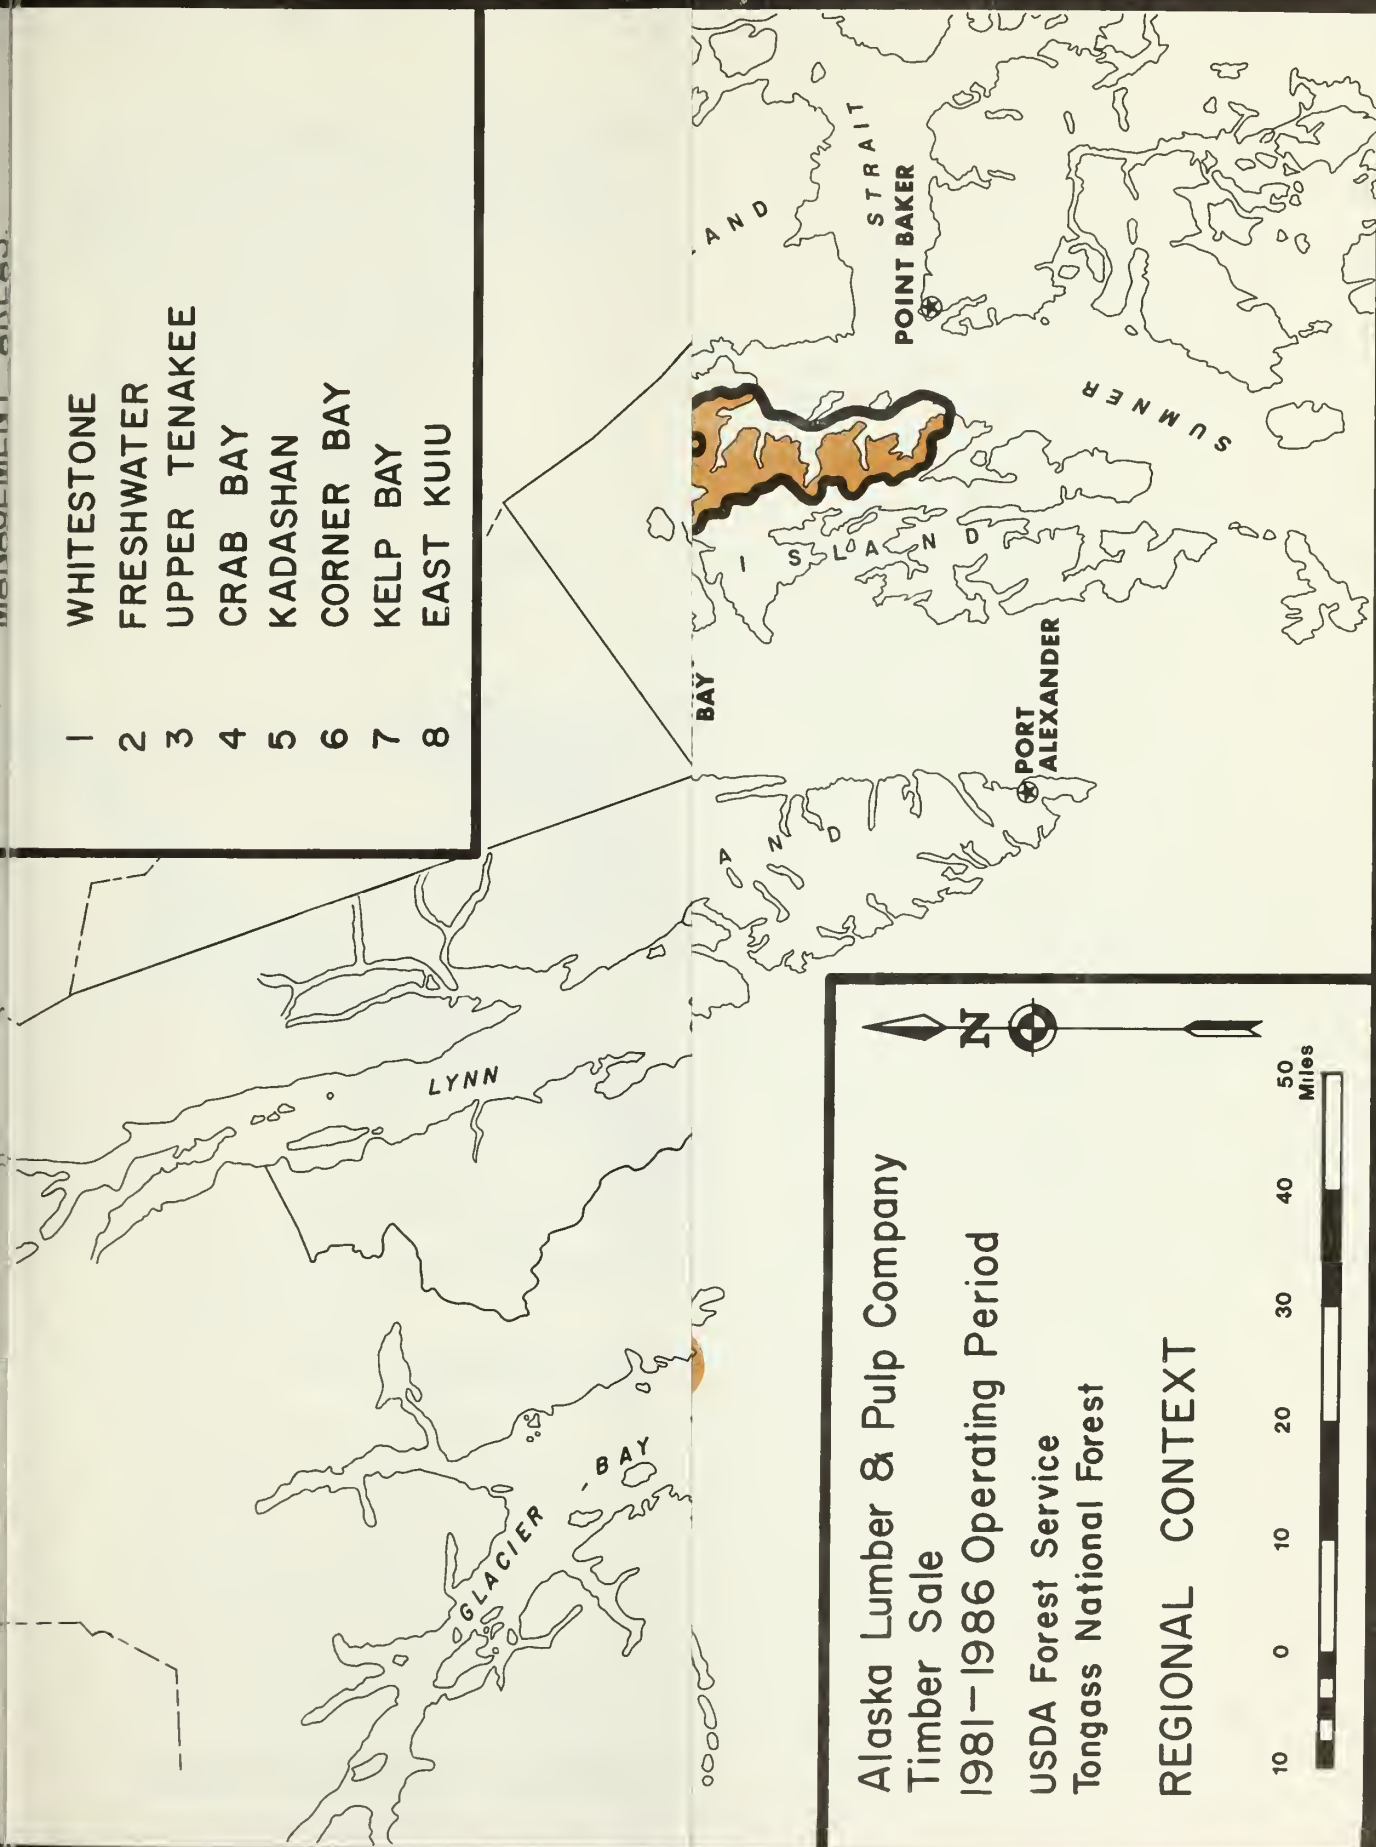 MANAGEMENT AREAS
1 WHITESTONE
2 FRESHWATER
3 UPPER TENAKEE
4 CRAB BAY
5 KADASHAN
6 CORNER BAY
7 KELP BAY
8 EAST KUIU
LYNN
GLACIER
BAY
BAY
AND
STRAIT
POINT BAKER
SUMNER
ISLAND
PORT
ALEXANDER
AND
Alaska Lumber & Pulp Company
Timber Sale
1981-1986 Operating Period
USDA Forest Service
Tongass National Forest
REGIONAL CONTEXT
N
10 0 10 20 30 40 50
Miles